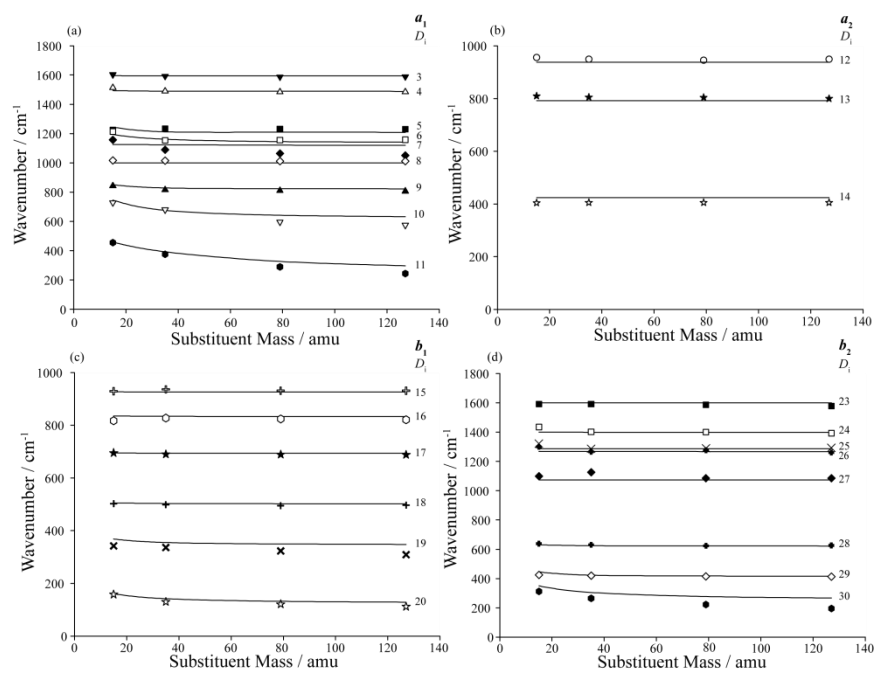 (a)
a₁
Dᵢ
Wavenumber / cm⁻¹
1800
1600
1400
1200
1000
800
600
400
200
0
3
4
5
6
7
8
9
10
11
0 20 40 60 80 100 120 140
Substituent Mass / amu
(b)
a₂
Dᵢ
Wavenumber / cm⁻¹
1000
800
600
400
200
0
12
13
14
0 20 40 60 80 100 120 140
Substituent Mass / amu
(c)
b₁
Dᵢ
Wavenumber / cm⁻¹
1000
800
600
400
200
0
15
16
17
18
19
20
0 20 40 60 80 100 120 140
Substituent Mass / amu
(d)
b₂
Dᵢ
Wavenumber / cm⁻¹
1800
1600
1400
1200
1000
800
600
400
200
0
23
24
25
26
27
28
29
30
0 20 40 60 80 100 120 140
Substituent Mass / amu